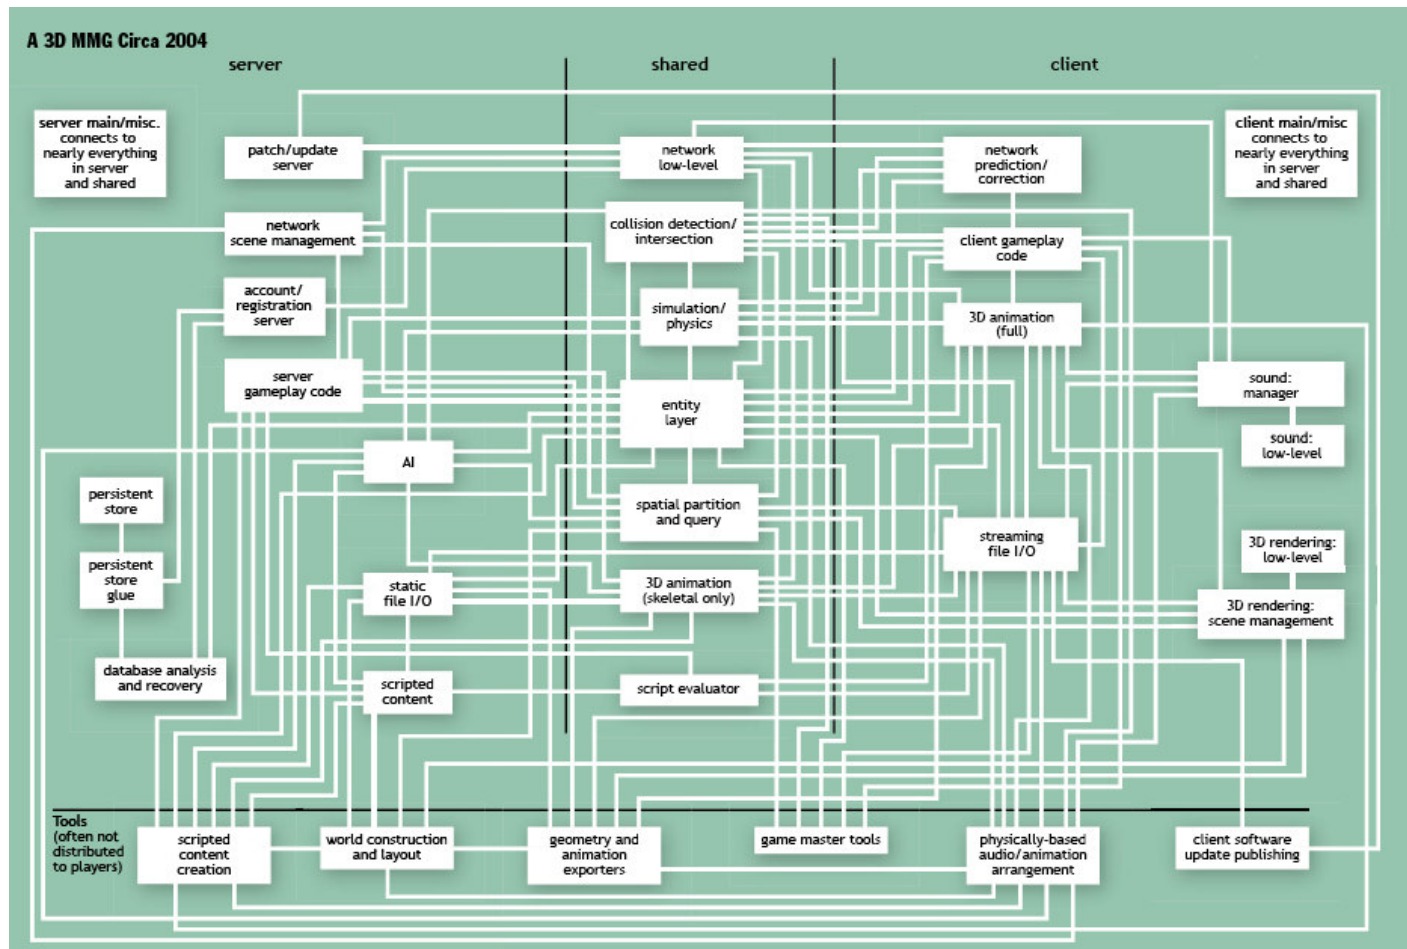 A 3D MMG Circa 2004
server
shared
client
server main/misc.
connects to
nearly everything
in server
and shared
patch/update
server
network
low-level
network
prediction/
correction
client main/misc
connects to
nearly everything
in server
and shared
network
scene management
collision detection/
intersection
client gameplay
code
account/
registration
server
simulation/
physics
3D animation
(full)
server
gameplay code
entity
layer
sound:
manager
AI
sound:
low-level
persistent
store
spatial partition
and query
streaming
file I/O
3D rendering:
low-level
persistent
store
glue
static
file I/O
3D animation
(skeletal only)
3D rendering:
scene management
database analysis
and recovery
scripted
content
script evaluator
Tools
(often not
distributed
to players)
scripted
content
creation
world construction
and layout
geometry and
animation
exporters
game master tools
physically-based
audio/animation
arrangement
client software
update publishing